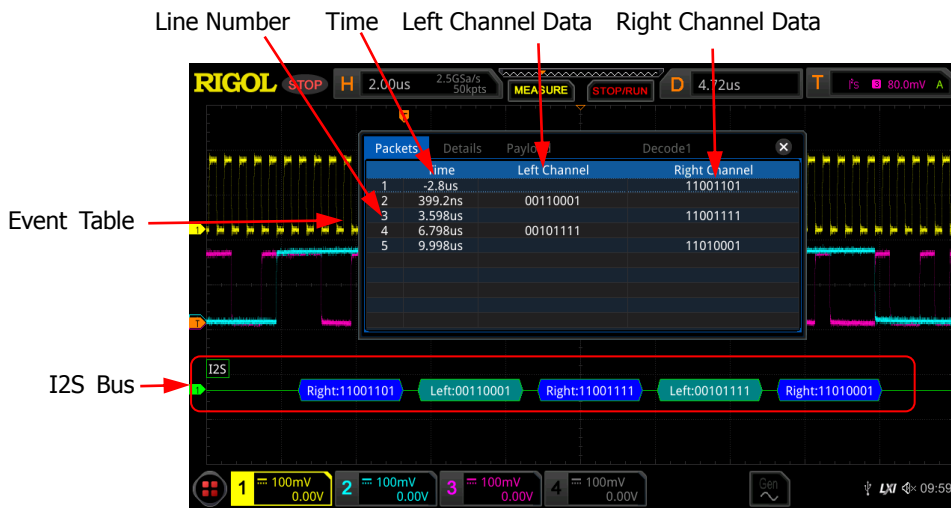 Line Number Time Left Channel Data Right Channel Data
RIGOL STOP H 2.00us 2.5GSa/s 50kpts MEASURE STOP/RUN D 4.72us T I²S 3 80.0mV A
T
Packets Details Payload Decode1 ×
Time Left Channel Right Channel
1 -2.8us 11001101
2 399.2ns 00110001
3 3.598us 11001111
4 6.798us 00101111
5 9.998us 11010001
Event Table
1
T
I2S
I2S Bus
1
Right:11001101 Left:00110001 Right:11001111 Left:00101111 Right:11010001
1 100mV 0.00V 2 100mV 0.00V 3 100mV 0.00V 4 100mV 0.00V Gen LXI 09:59